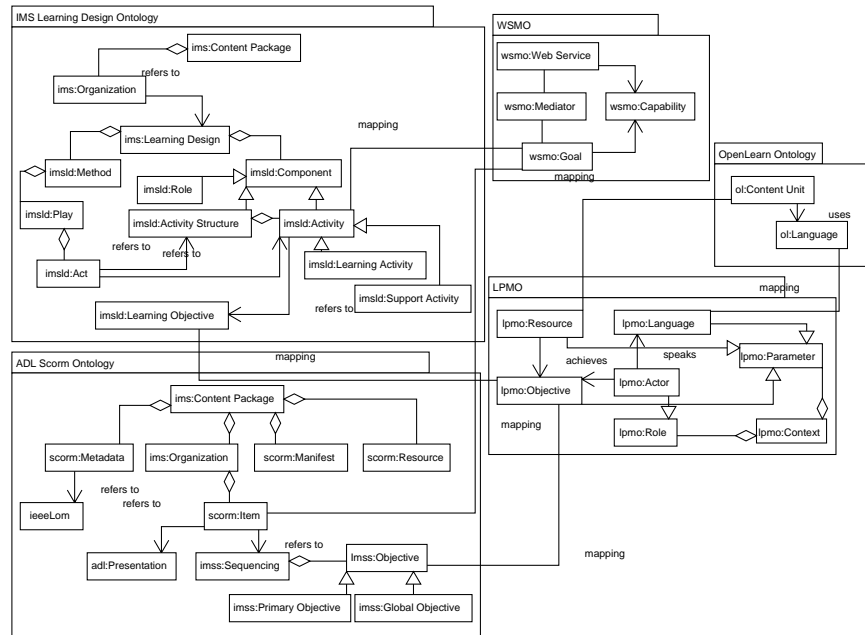 IMS Learning Design Ontology
ims:Content Package
refers to
ims:Organization
ims:Learning Design
imsld:Method
imsld:Component
imsld:Role
imsld:Play
imsld:Activity Structure
imsld:Activity
refers to
refers to
imsld:Act
imsld:Learning Activity
imsld:Support Activity
refers to
imsld:Learning Objective
mapping
WSMO
wsmo:Web Service
wsmo:Mediator
wsmo:Capability
wsmo:Goal
mapping
OpenLearn Ontology
ol:Content Unit
uses
ol:Language
mapping
LPMO
lpmo:Resource
lpmo:Language
achieves
speaks
lpmo:Parameter
lpmo:Objective
lpmo:Actor
mapping
lpmo:Role
lpmo:Context
mapping
ADL Scorm Ontology
ims:Content Package
scorm:Metadata
ims:Organization
scorm:Manifest
scorm:Resource
refers to
refers to
ieeeLom
scorm:Item
refers to
adl:Presentation
imss:Sequencing
Imss:Objective
mapping
imss:Primary Objective
imss:Global Objective